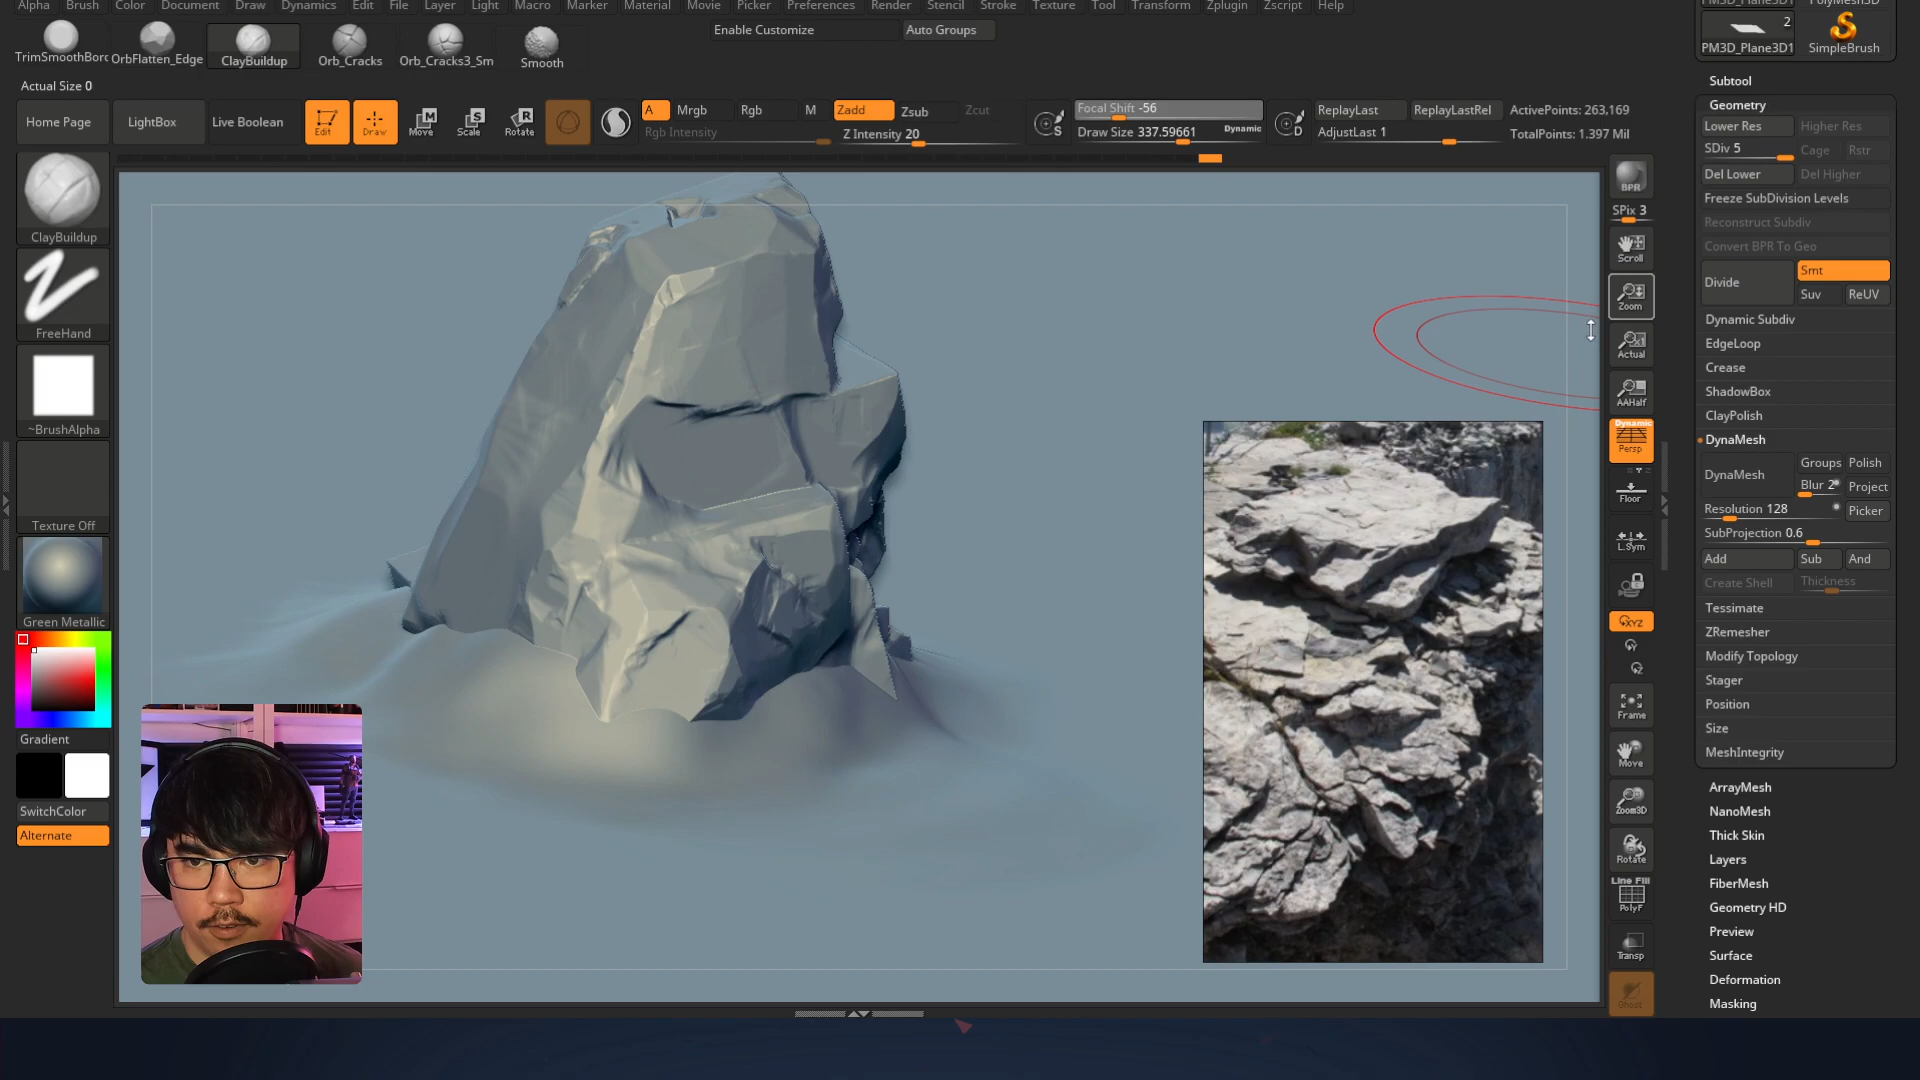 Alpha Brush Color Document Draw Dynamics Edit File Layer Light Macro Marker Material Movie Picker Preferences Render Stencil Stroke Texture Tool Transform Zplugin Zscript Help
PM3D_Plane3D1 PolyMesh3D
2
PM3D_Plane3D1 SimpleBrush
Enable Customize Auto Groups
TrimSmoothBorc OrbFlatten_Edge ClayBuildup Orb_Cracks Orb_Cracks3_Sm Smooth
Actual Size 0
Home Page LightBox Live Boolean Edit Draw Move Scale Rotate
A Mrgb Rgb M Zadd Zsub Zcut
Rgb Intensity Z Intensity 20
Focal Shift -56
Draw Size 337.59661 Dynamic
ReplayLast ReplayLastRel ActivePoints: 263,169
AdjustLast 1 TotalPoints: 1.397 Mil
ClayBuildup
FreeHand
~BrushAlpha
Texture Off
Green Metallic
Gradient
SwitchColor
Alternate
BPR
SPix 3
Scroll
Zoom
Actual
AAHalf
Dynamic
Persp
Floor
L.Sym
XYZ
Frame
Move
Zoom3D
Rotate
Line Fill
PolyF
Transp
Ghost
Subtool
Geometry
Lower Res Higher Res
SDiv 5 Cage Rstr
Del Lower Del Higher
Freeze SubDivision Levels
Reconstruct Subdiv
Convert BPR To Geo
Divide Smt
Suv ReUV
Dynamic Subdiv
EdgeLoop
Crease
ShadowBox
ClayPolish
DynaMesh
DynaMesh Groups Polish
Blur 2 Project
Resolution 128 Picker
SubProjection 0.6
Add Sub And
Create Shell Thickness
Tessimate
ZRemesher
Modify Topology
Stager
Position
Size
MeshIntegrity
ArrayMesh
NanoMesh
Thick Skin
Layers
FiberMesh
Geometry HD
Preview
Surface
Deformation
Masking